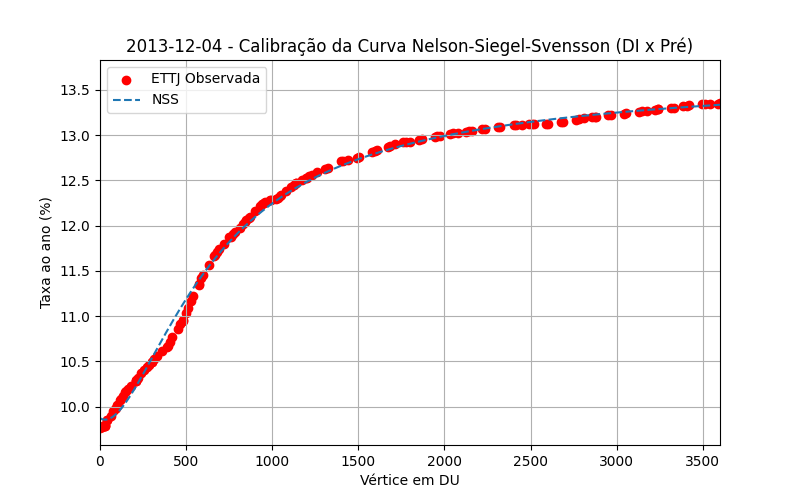 2013-12-04 - Calibração da Curva Nelson-Siegel-Svensson (DI x Pré)
ETTJ Observada
NSS
Taxa ao ano (%)
13.5
13.0
12.5
12.0
11.5
11.0
10.5
10.0
0 500 1000 1500 2000 2500 3000 3500
Vértice em DU